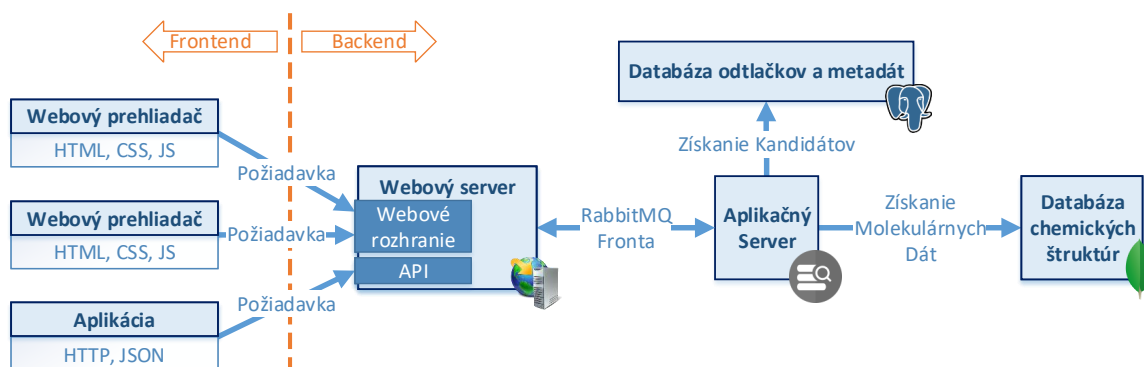 Frontend
Backend
Webový prehliadač
HTML, CSS, JS
Webový prehliadač
HTML, CSS, JS
Aplikácia
HTTP, JSON
Požiadavka
Požiadavka
Požiadavka
Webový server
Webové
rozhranie
API
RabbitMQ
Fronta
Databáza odtlačkov a metadát
Získanie Kandidátov
Aplikačný
Server
Získanie
Molekulárnych
Dát
Databáza
chemických
štruktúr